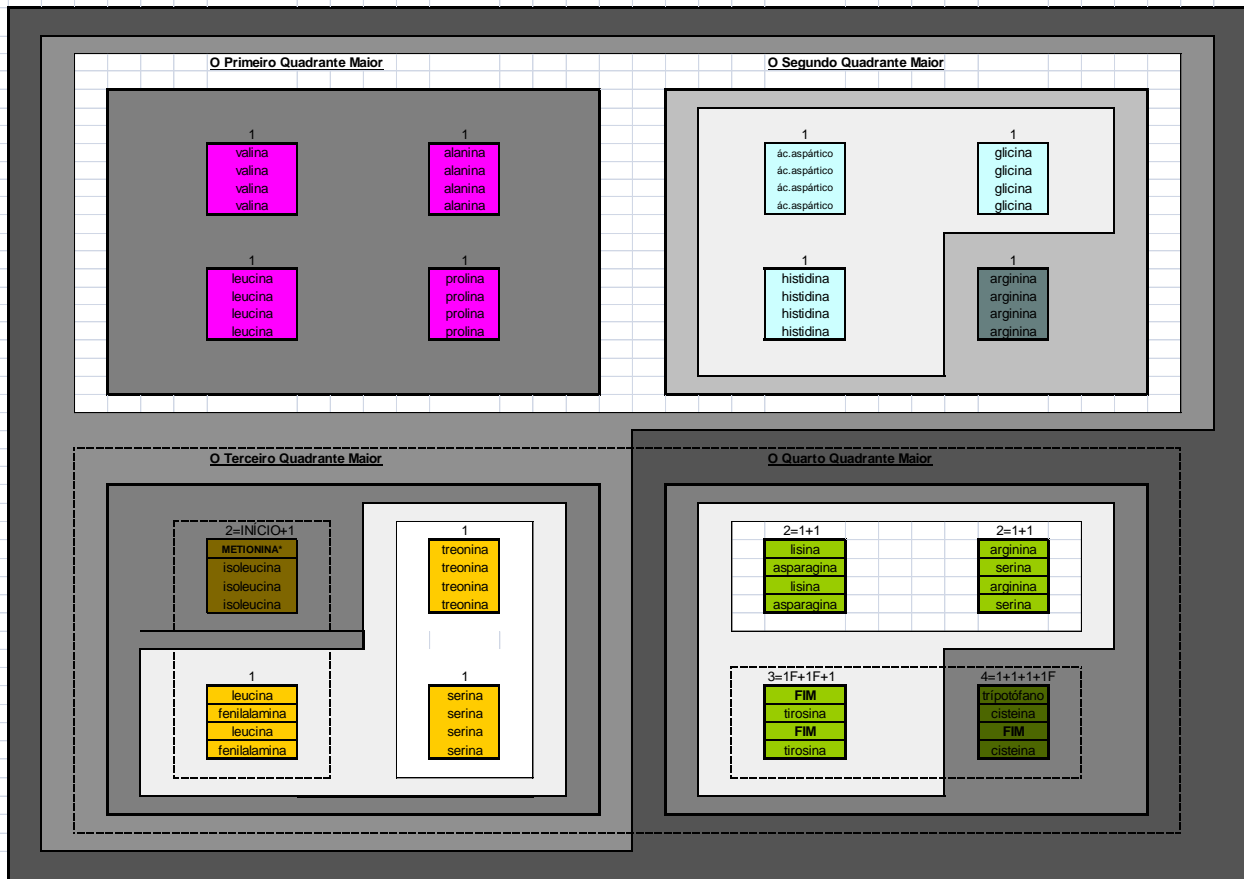 O Primeiro Quadrante Maior
O Segundo Quadrante Maior
1
valina
valina
valina
valina
1
alanina
alanina
alanina
alanina
1
ác.aspártico
ác.aspártico
ác.aspártico
ác.aspártico
1
glicina
glicina
glicina
glicina
1
leucina
leucina
leucina
leucina
1
prolina
prolina
prolina
prolina
1
histidina
histidina
histidina
histidina
1
arginina
arginina
arginina
arginina
O Terceiro Quadrante Maior
O Quarto Quadrante Maior
2=INÍCIO+1
METIONINA*
isoleucina
isoleucina
isoleucina
1
treonina
treonina
treonina
treonina
2=1+1
lisina
asparagina
lisina
asparagina
2=1+1
arginina
serina
arginina
serina
1
leucina
fenilalamina
leucina
fenilalamina
1
serina
serina
serina
serina
3=1F+1F+1
FIM
tirosina
FIM
tirosina
4=1+1+1+1F
trípotófano
cisteina
FIM
cisteina